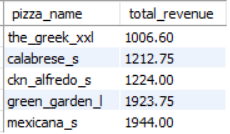 pizza_name total_revenue
the_greek_xxl 1006.60
calabrese_s 1212.75
ckn_alfredo_s 1224.00
green_garden_l 1923.75
mexicana_s 1944.00